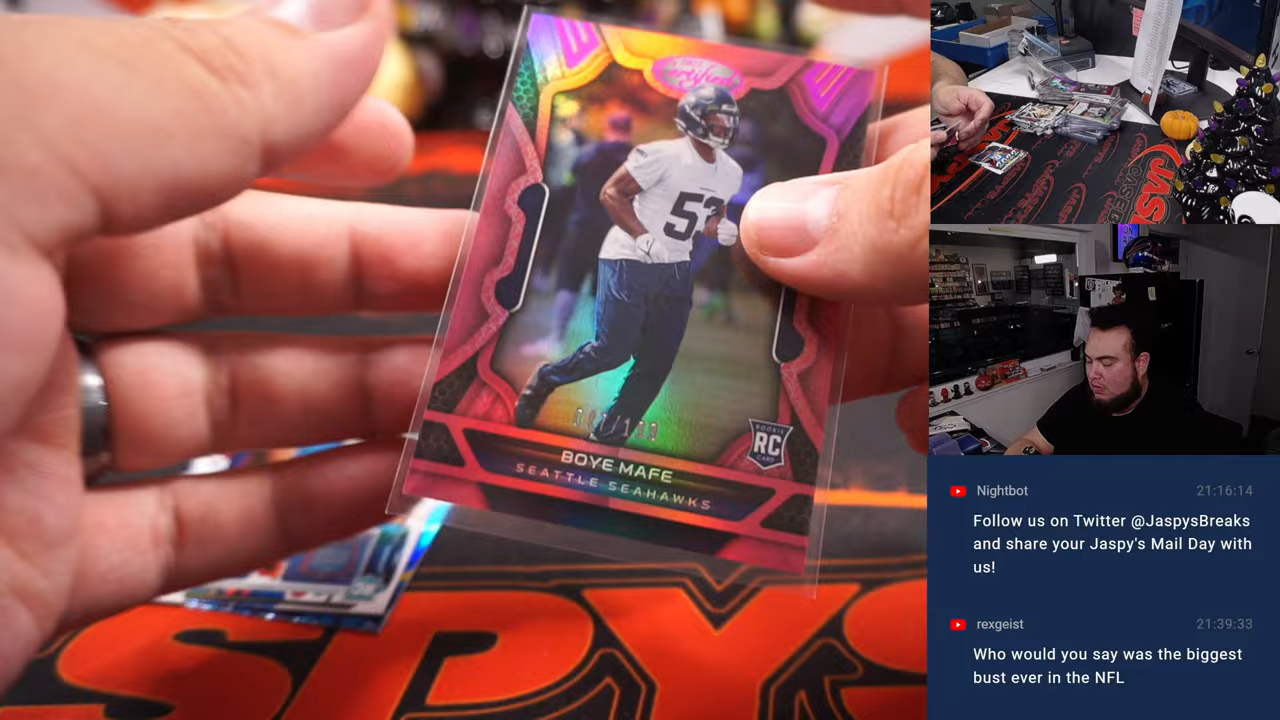 Certified
53
BOYE MAFE
SEATTLE SEAHAWKS
ROOKIE
RC
CARD
SPYS
Nightbot
21:16:14
Follow us on Twitter @JaspysBreaks
and share your Jaspy's Mail Day with
us!
rexgeist
21:39:33
Who would you say was the biggest
bust ever in the NFL